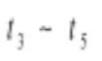 t₃ ~ t₅